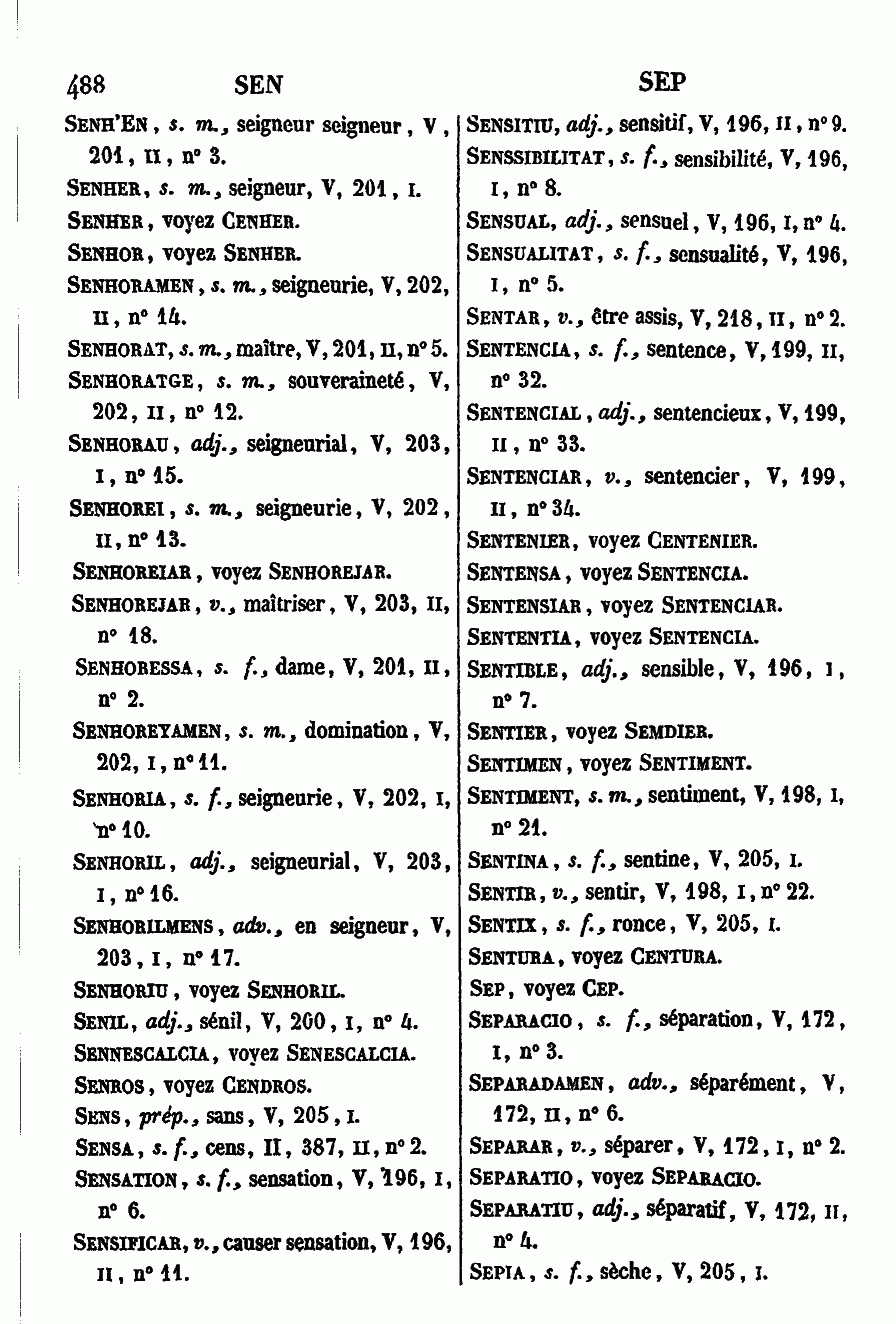 488 SEN SEP
SENH'EN, s. m., seigneur seigneur, V,
201, II, n° 3.
SENHER, s. m., seigneur, V, 201, I.
SENHER, voyez CENHER.
SENHOR, voyez SENHER.
SENHORAMEN, s. m., seigneurie, V, 202,
II, n° 14.
SENHORAT, s. m., maître, V, 201, II, n° 5.
SENHORATGE, s. m., souveraineté, V,
202, II, n° 12.
SENHORAU, adj., seigneurial, V, 203,
I, n° 15.
SENHOREI, s. m., seigneurie, V, 202,
II, n° 13.
SENHOREIAR, voyez SENHOREJAR.
SENHOREJAR, v., maîtriser, V, 203, II,
n° 18.
SENHORESSA, s. f., dame, V, 201, II,
n° 2.
SENHOREYAMEN, s. m., domination, V,
202, I, n° 11.
SENHORIA, s. f., seigneurie, V, 202, I,
n° 10.
SENHORIL, adj., seigneurial, V, 203,
I, n° 16.
SENHORILMENS, adv., en seigneur, V,
203, I, n° 17.
SENHORIU, voyez SENHORIL.
SENIL, adj., sénil, V, 200, I, n° 4.
SENNESCALCIA, voyez SENESCALCIA.
SENROS, voyez CENDROS.
SENS, prép., sans, V, 205, I.
SENSA, s. f., cens, II, 387, II, n° 2.
SENSATION, s. f., sensation, V, 196, I,
n° 6.
SENSIFICAR, v., causer sensation, V, 196,
II, n° 11.
SENSITIU, adj., sensitif, V, 196, II, n° 9.
SENSSIBILITAT, s. f., sensibilité, V, 196,
I, n° 8.
SENSUAL, adj., sensuel, V, 196, I, n° 4.
SENSUALITAT, s. f., sensualité, V, 196,
I, n° 5.
SENTAR, v., être assis, V, 218, II, n° 2.
SENTENCIA, s. f., sentence, V, 199, II,
n° 32.
SENTENCIAL, adj., sentencieux, V, 199,
II, n° 33.
SENTENCIAR, v., sentencier, V, 199,
II, n° 34.
SENTENIER, voyez CENTENIER.
SENTENSA, voyez SENTENCIA.
SENTENSIAR, voyez SENTENCIAR.
SENTENTIA, voyez SENTENCIA.
SENTIBLE, adj., sensible, V, 196, I,
n° 7.
SENTIER, voyez SEMDIER.
SENTIMEN, voyez SENTIMENT.
SENTIMENT, s. m., sentiment, V, 198, I,
n° 21.
SENTINA, s. f., sentine, V, 205, I.
SENTIR, v., sentir, V, 198, I, n° 22.
SENTIX, s. f., ronce, V, 205, I.
SENTURA, voyez CENTURA.
SEP, voyez CEP.
SEPARACIO, s. f., séparation, V, 172,
I, n° 3.
SEPARADAMEN, adv., séparément, V,
172, II, n° 6.
SEPARAR, v., séparer, V, 172, I, n° 2.
SEPARATIO, voyez SEPARACIO.
SEPARATIU, adj., séparatif, V, 172, II,
n° 4.
SEPIA, s. f., sèche, V, 205, I.